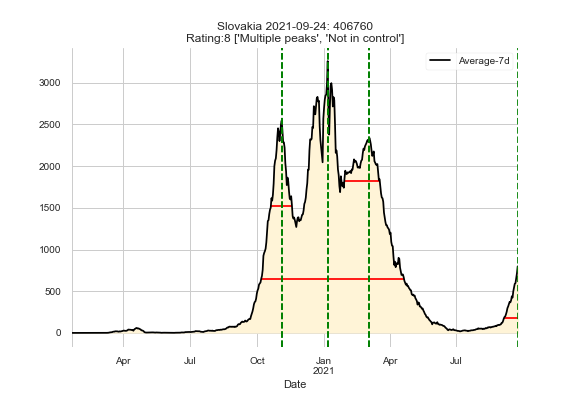 Slovakia 2021-09-24: 406760
Rating:8 ['Multiple peaks', 'Not in control']
Average-7d
3000
2500
2000
1500
1000
500
0
Apr
Jul
Oct
Jan
2021
Apr
Jul
Date